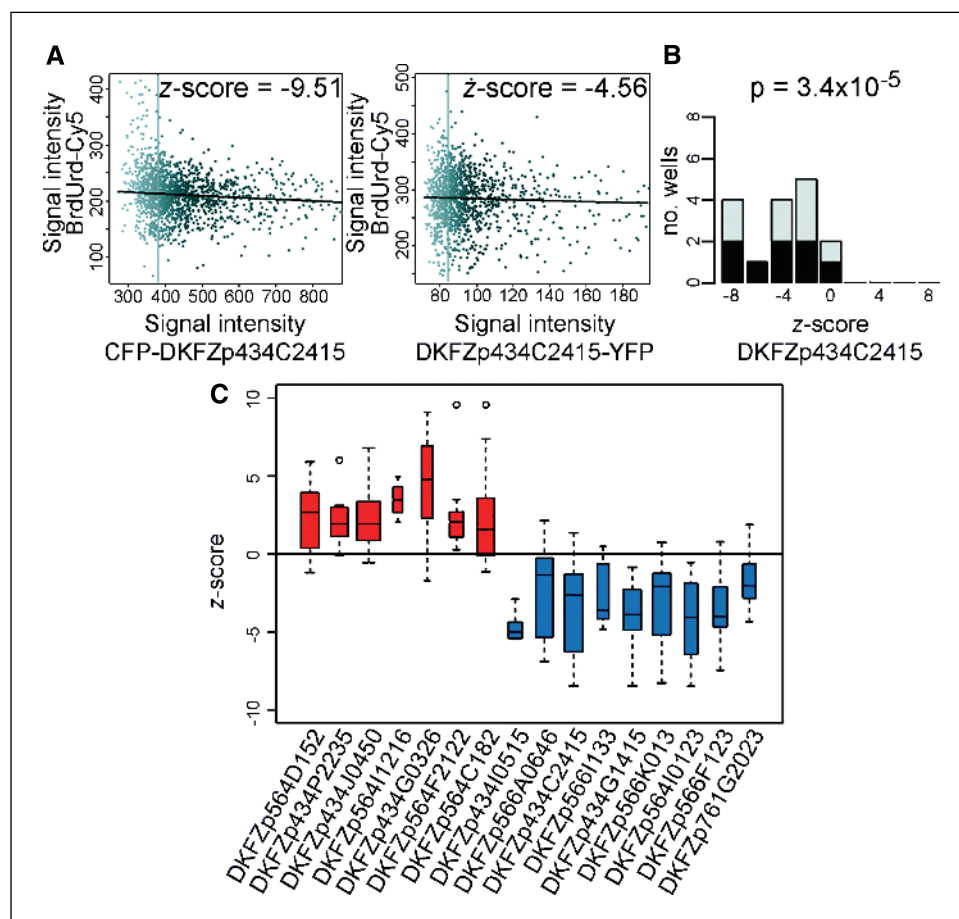 A
z-score = -9.51
Signal intensity
BrdUrd-Cy5
400
300
200
100
300 400 500 600 700 800
Signal intensity
CFP-DKFZp434C2415
z-score = -4.56
Signal intensity
BrdUrd-Cy5
500
400
300
200
80 100 120 140 160 180
Signal intensity
DKFZp434C2415-YFP
B
p = 3.4x10-5
no. wells
8
6
4
2
0
-8 -4 0 4 8
z-score
DKFZp434C2415
C
z-score
10
5
0
-5
-10
DKFZp564D152
DKFZp434P2235
DKFZp434J0450
DKFZp564I1216
DKFZp434G0326
DKFZp564F2122
DKFZp564C182
DKFZp434I0515
DKFZp566A0646
DKFZp434C2415
DKFZp566I133
DKFZp434G1415
DKFZp566K013
DKFZp564I0123
DKFZp566F123
DKFZp761G2023